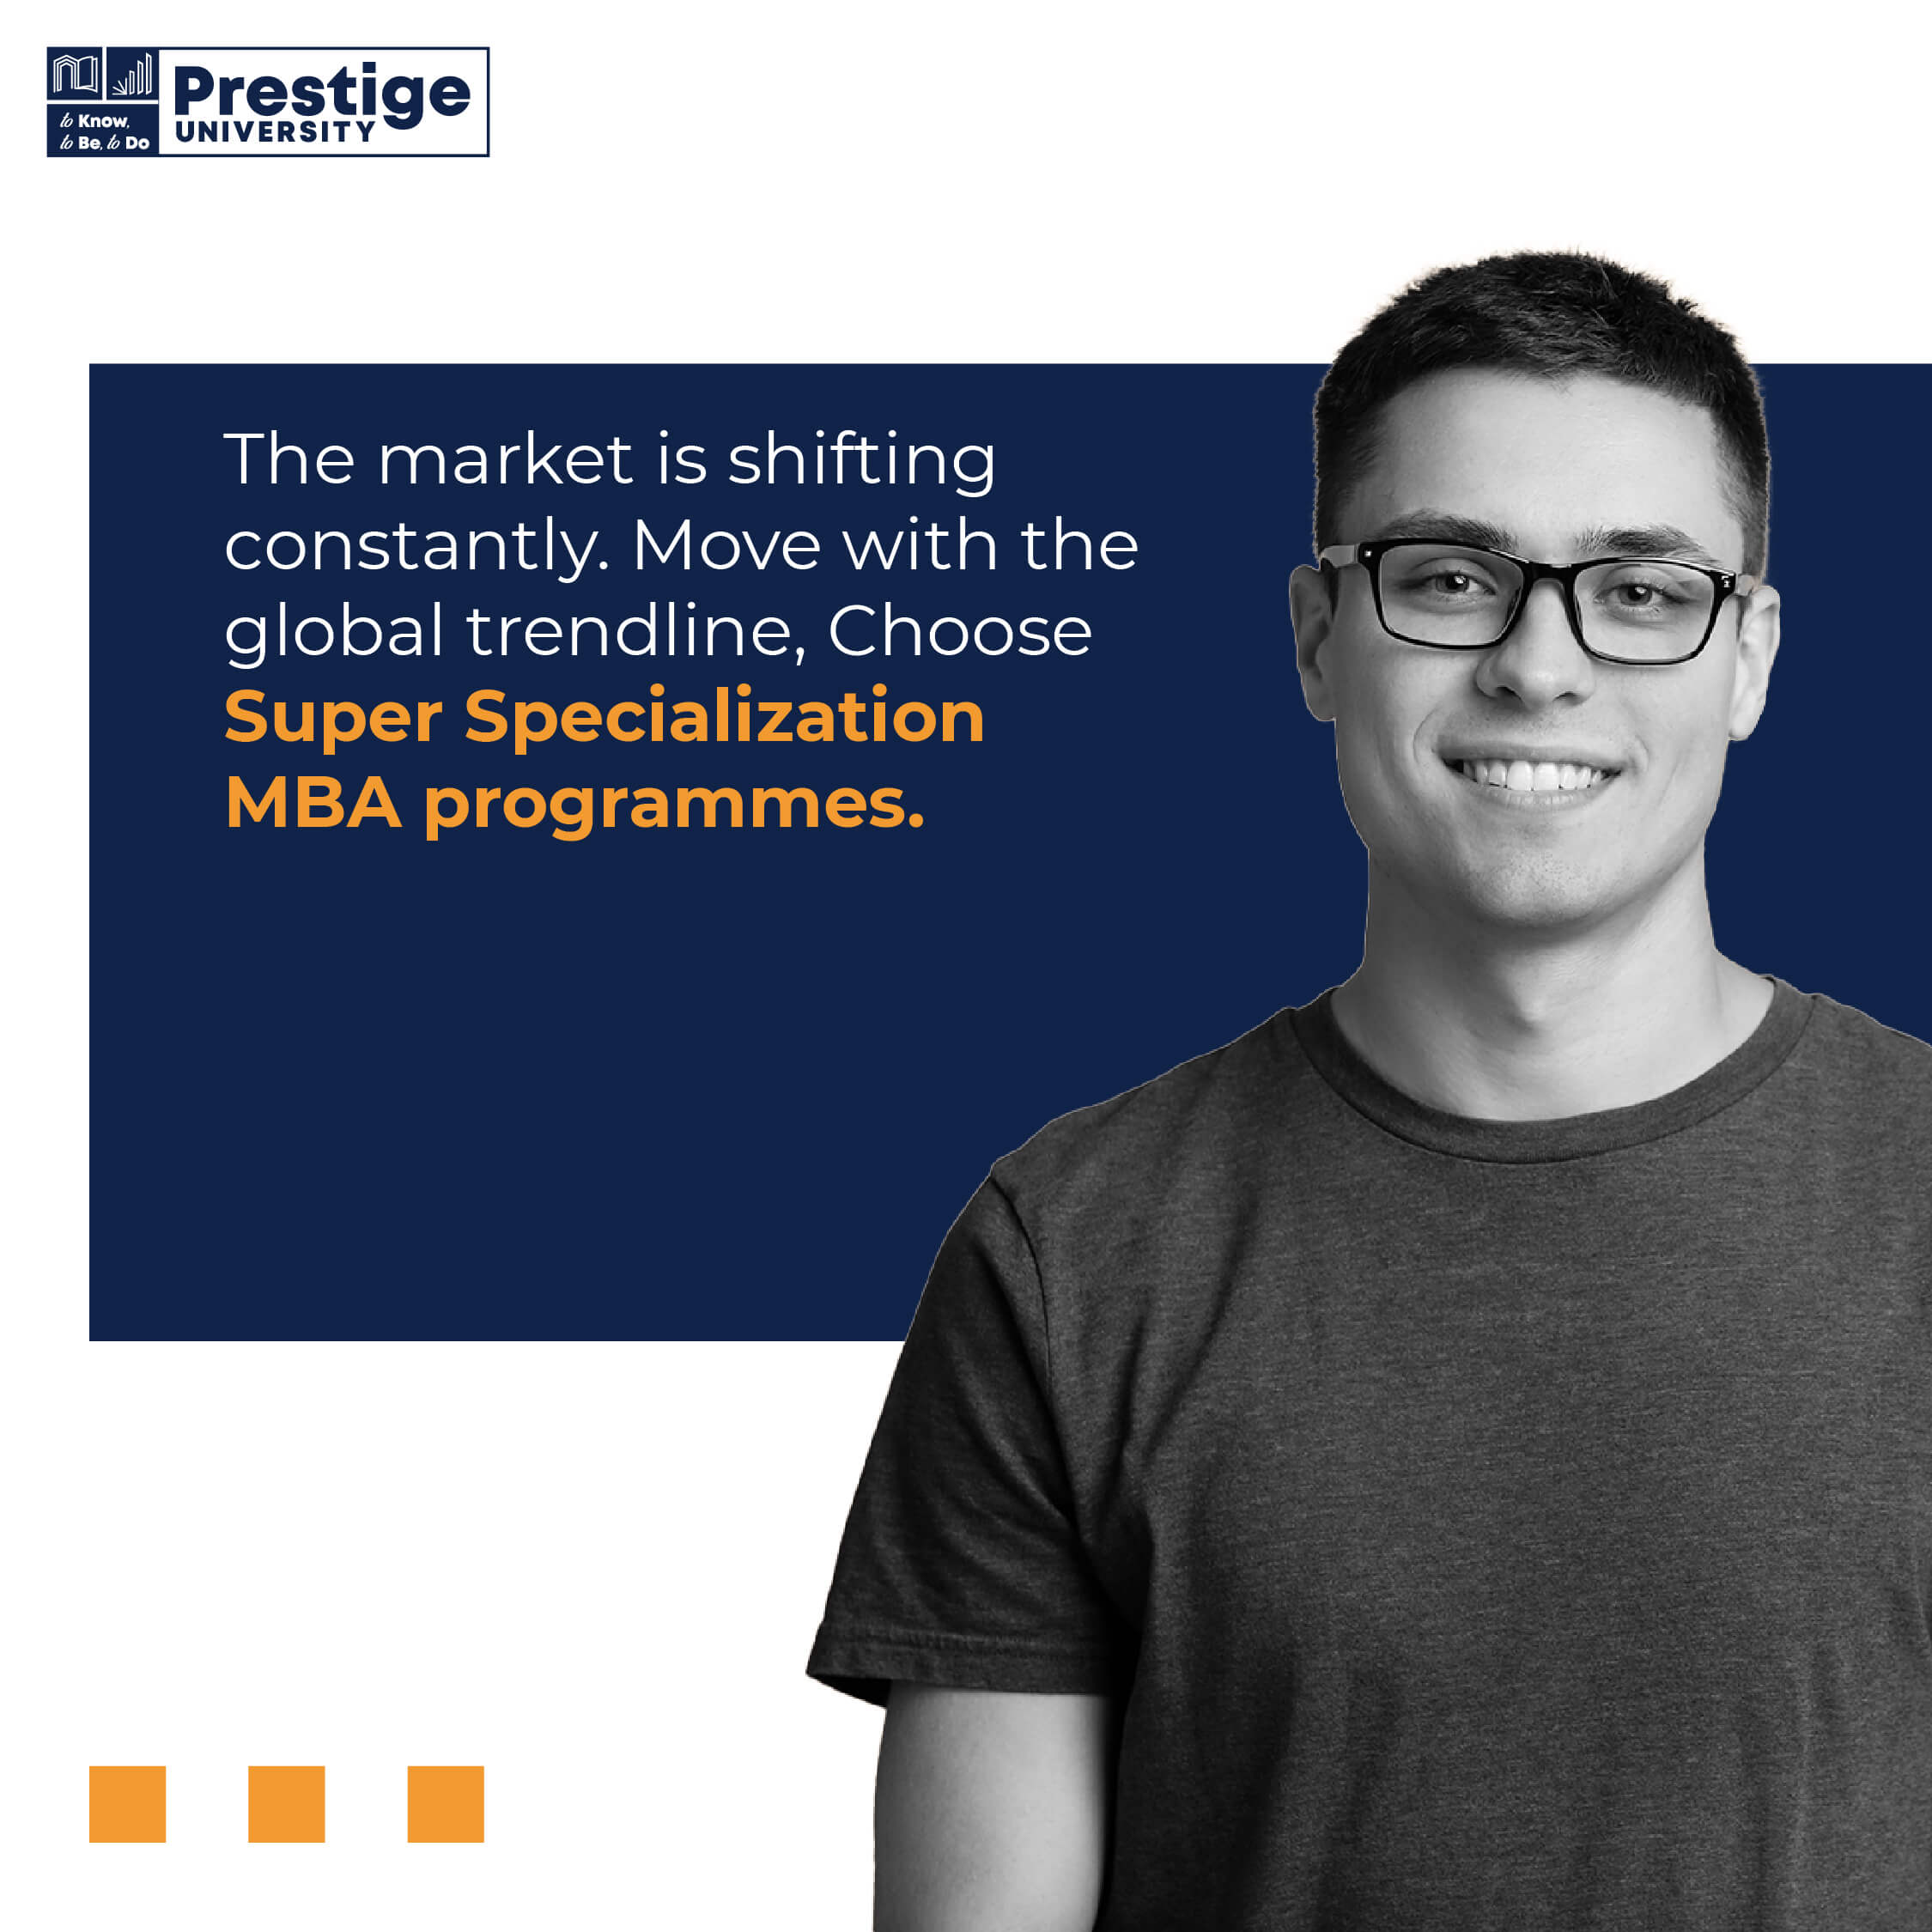 to Know,
to Be, to Do
Prestige
UNIVERSITY
The market is shifting
constantly. Move with the
global trendline, Choose
Super Specialization
MBA programmes.